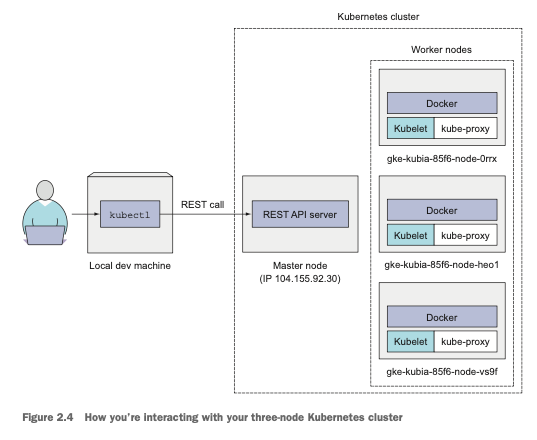 Kubernetes cluster
Worker nodes
Docker
Kubelet kube-proxy
gke-kubia-85f6-node-0rrx
kubectl
REST call
REST API server
Docker
Kubelet kube-proxy
gke-kubia-85f6-node-heo1
Local dev machine
Master node
(IP 104.155.92.30)
Docker
Kubelet kube-proxy
gke-kubia-85f6-node-vs9f
Figure 2.4 How you’re interacting with your three-node Kubernetes cluster